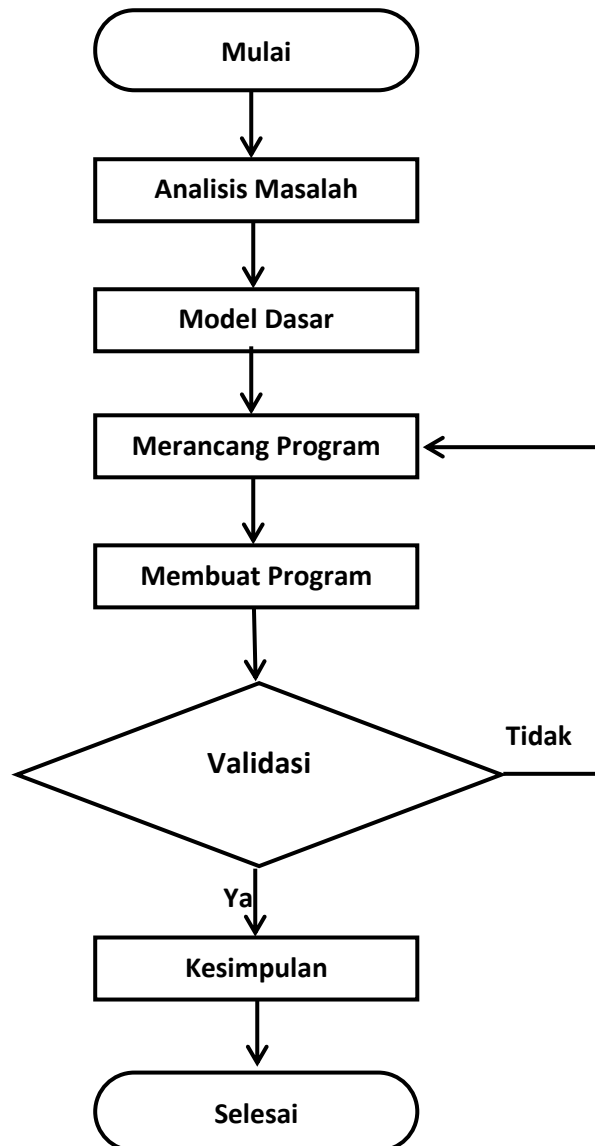 Mulai
Analisis Masalah
Model Dasar
Merancang Program
Membuat Program
Validasi
Tidak
Ya
Kesimpulan
Selesai